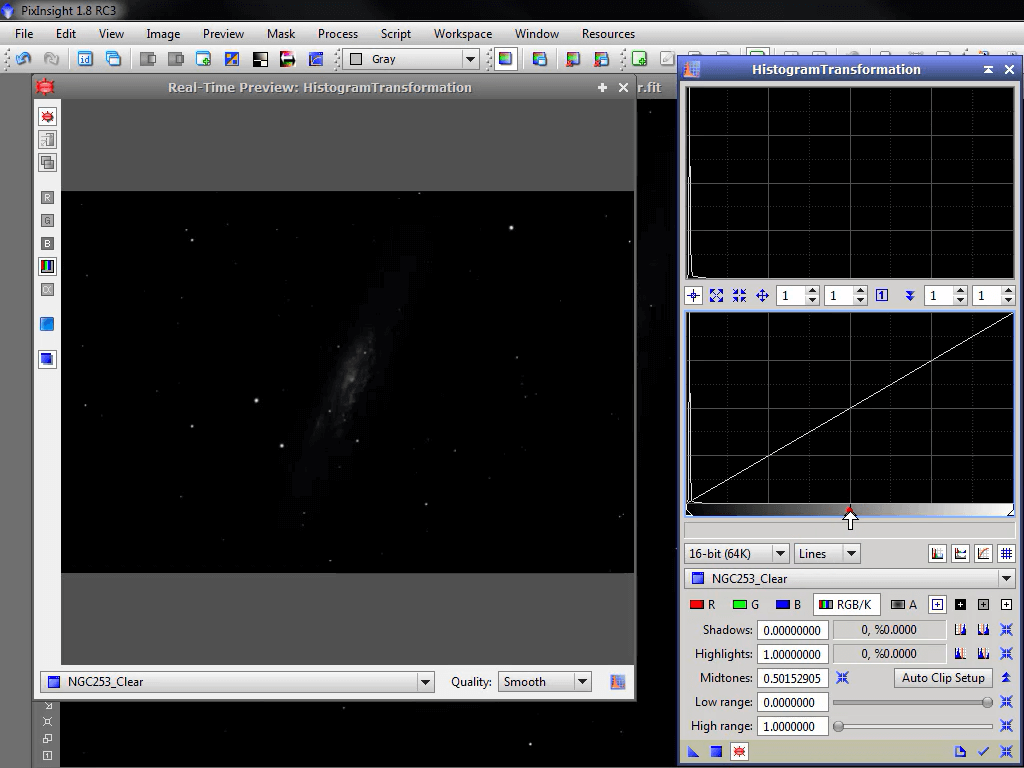 PixInsight 1.8 RC3
File Edit View Image Preview Mask Process Script Workspace Window Resources
id Gray
Real-Time Preview: HistogramTransformation
r.fit
HistogramTransformation
R
G
B
α
1 1 1 1 1
16-bit (64K) Lines
NGC253_Clear
R G B RGB/K A
Shadows: 0.00000000 0, %0.0000
Highlights: 1.00000000 0, %0.0000
Midtones: 0.50152905 Auto Clip Setup
Low range: 0.0000000
High range: 1.0000000
NGC253_Clear Quality: Smooth
1